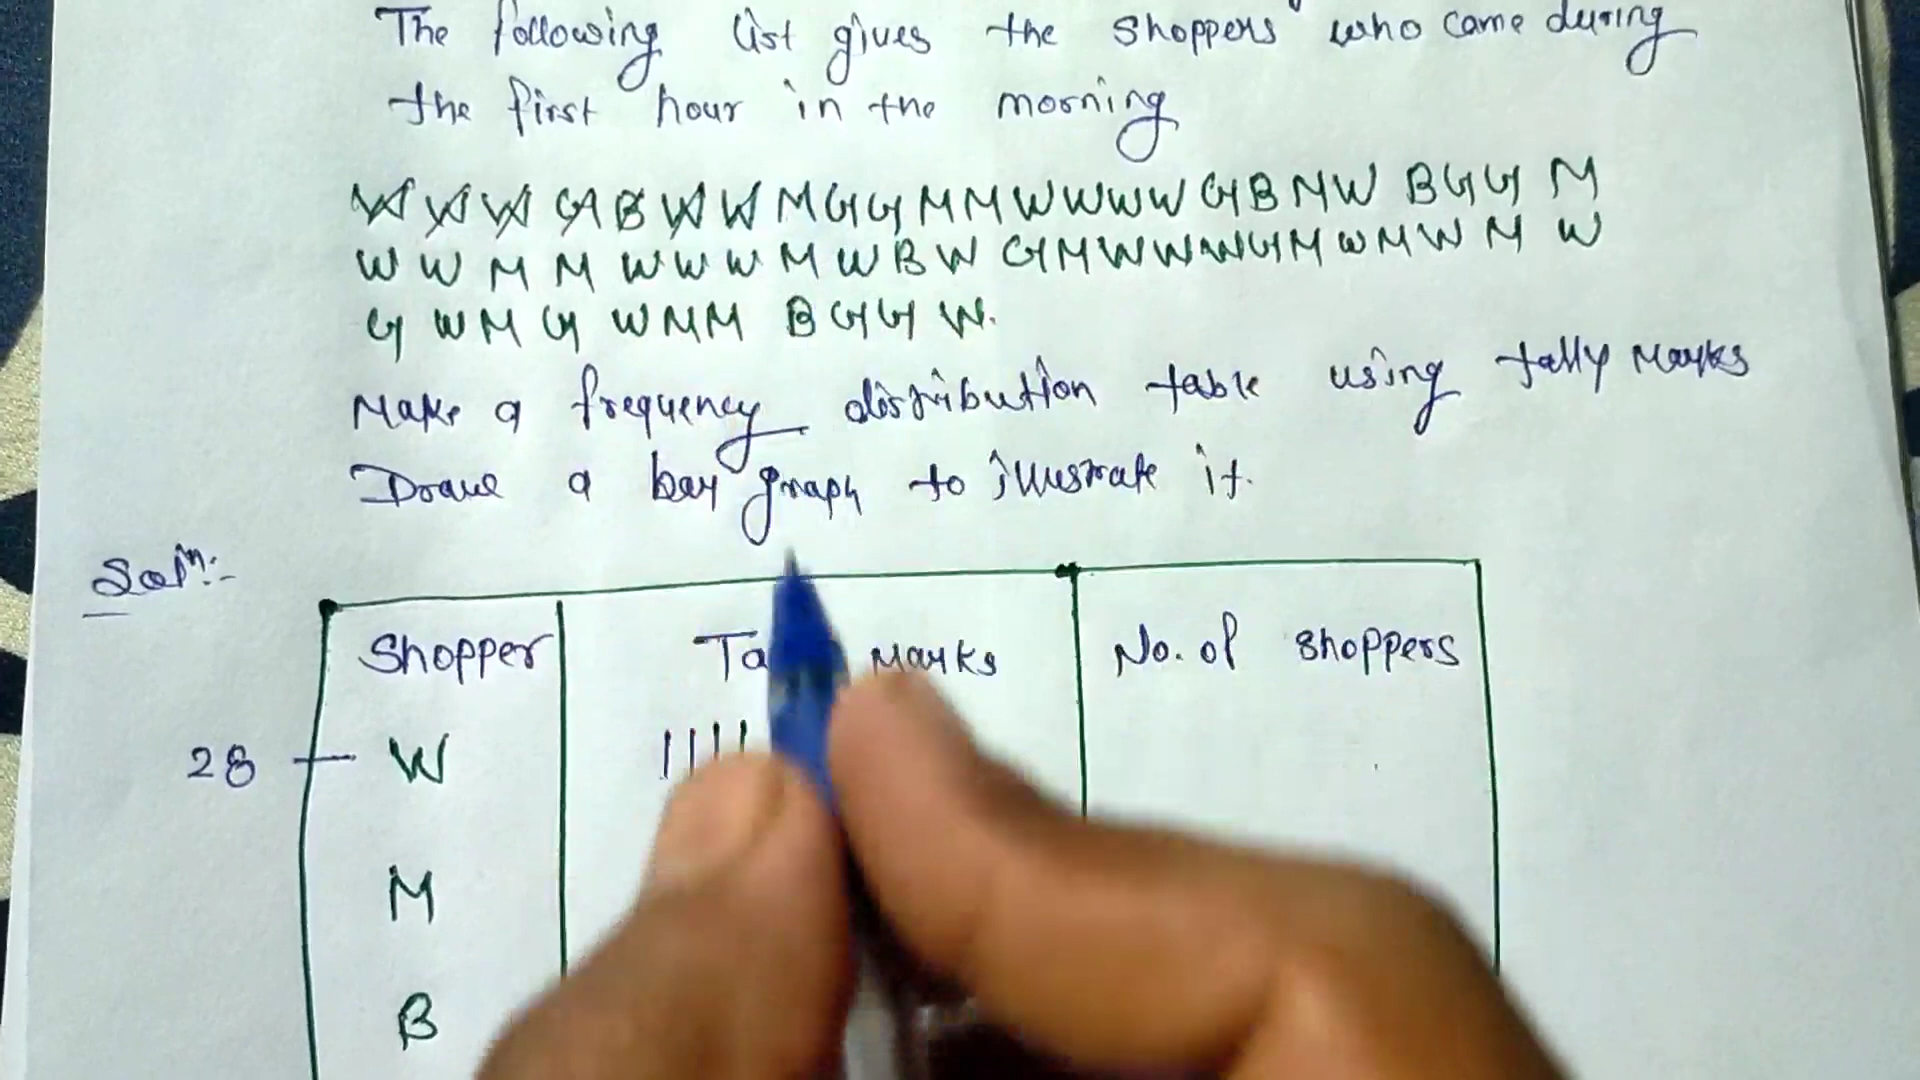 The following list gives the shoppers who came during
the first hour in the morning
W W W G B W W M G G M M W W W W G B M W B G G M
W W M M W W W M W B W G M W W W W G M W M W M W
G W M G W M M B G G W.
Make a frequency distribution table using tally Marks
Draw a bar graph to illustrate it.
Soln:-
Shopper Marks No. of shoppers
28 — W ||||
M
B